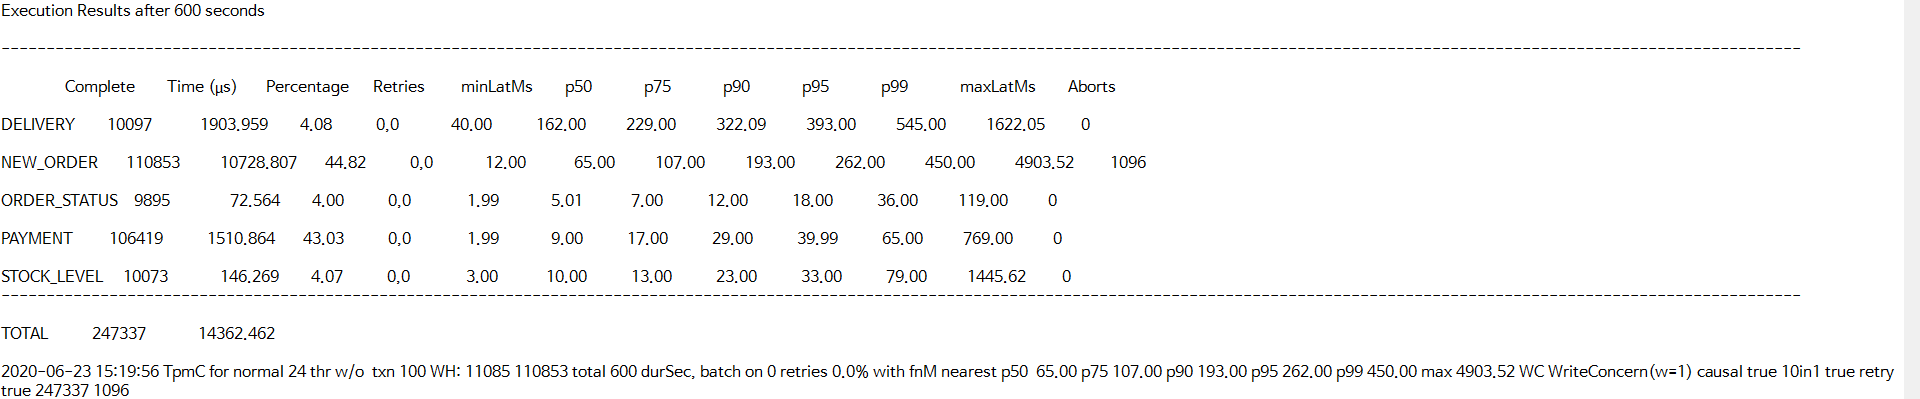 Execution Results after 600 seconds
----------------------------------------------------------------------------------------------------------------------------------------------------------------
Complete Time (µs) Percentage Retries minLatMs p50 p75 p90 p95 p99 maxLatMs Aborts
DELIVERY 10097 1903.959 4.08 0,0 40.00 162.00 229.00 322.09 393.00 545.00 1622.05 0
NEW_ORDER 110853 10728.807 44.82 0,0 12.00 65.00 107.00 193.00 262.00 450.00 4903.52 1096
ORDER_STATUS 9895 72.564 4.00 0,0 1.99 5.01 7.00 12.00 18.00 36.00 119.00 0
PAYMENT 106419 1510.864 43.03 0,0 1.99 9.00 17.00 29.00 39.99 65.00 769.00 0
STOCK_LEVEL 10073 146.269 4.07 0,0 3.00 10.00 13.00 23.00 33.00 79.00 1445.62 0
----------------------------------------------------------------------------------------------------------------------------------------------------------------
TOTAL 247337 14362.462
2020-06-23 15:19:56 TpmC for normal 24 thr w/o txn 100 WH: 11085 110853 total 600 durSec, batch on 0 retries 0.0% with fnM nearest p50 65.00 p75 107.00 p90 193.00 p95 262.00 p99 450.00 max 4903.52 WC WriteConcern(w=1) causal true 10in1 true retry
true 247337 1096